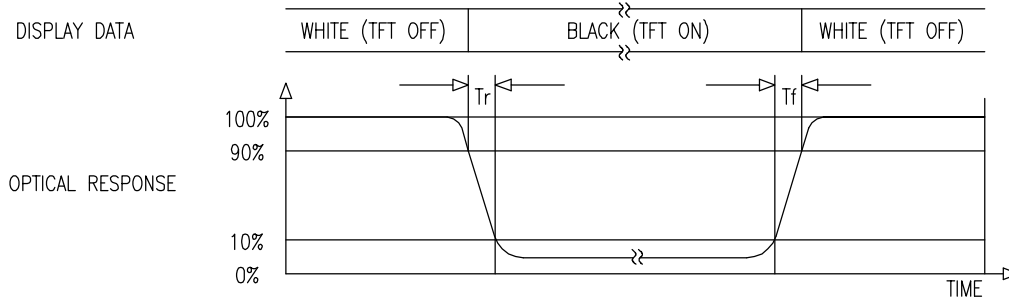 DISPLAY DATA
WHITE (TFT OFF)
BLACK (TFT ON)
WHITE (TFT OFF)
Tr
Tf
100%
90%
OPTICAL RESPONSE
10%
0%
TIME